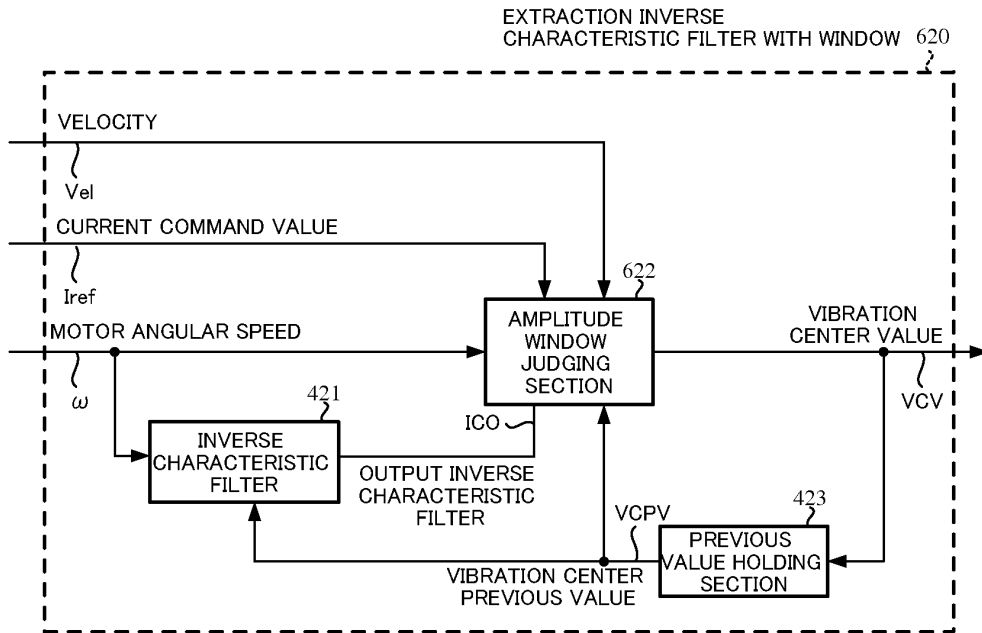 EXTRACTION INVERSE
CHARACTERISTIC FILTER WITH WINDOW
620
VELOCITY
Vel
CURRENT COMMAND VALUE
Iref
622
MOTOR ANGULAR SPEED
ω
AMPLITUDE
WINDOW
JUDGING
SECTION
VIBRATION
CENTER VALUE
VCV
421
ICO
INVERSE
CHARACTERISTIC
FILTER
OUTPUT INVERSE
CHARACTERISTIC
FILTER
VCPV
423
PREVIOUS
VALUE HOLDING
SECTION
VIBRATION CENTER
PREVIOUS VALUE